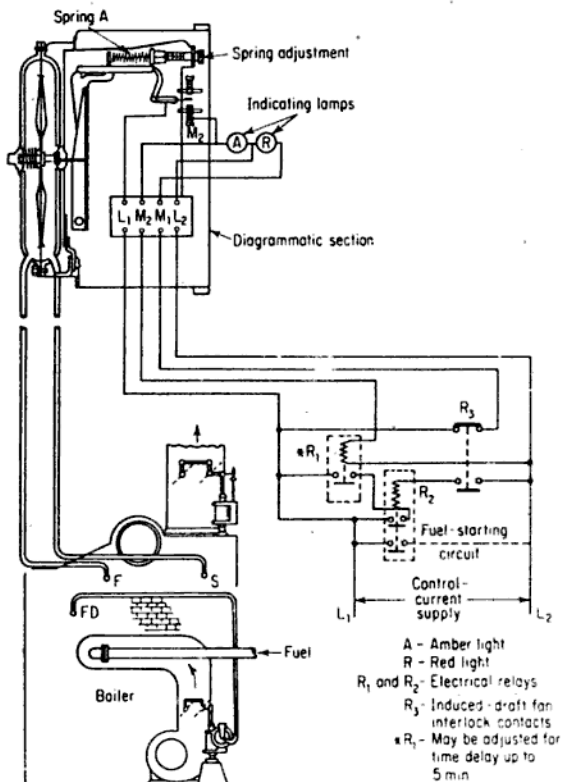 Spring A
Spring adjustment
Indicating lamps
M₂
A
R
L₁ M₂ M₁ L₂
Diagrammatic section
R₃
*R₁
R₂
Fuel-starting
circuit
F
S
FD
Control-
current
supply
L₁
L₂
Fuel
Boiler
A - Amber light
R - Red light
R₁ and R₂ - Electrical relays
R₃ - Induced-draft fan
interlock contacts
*R₁ - May be adjusted for
time delay up to
5 min